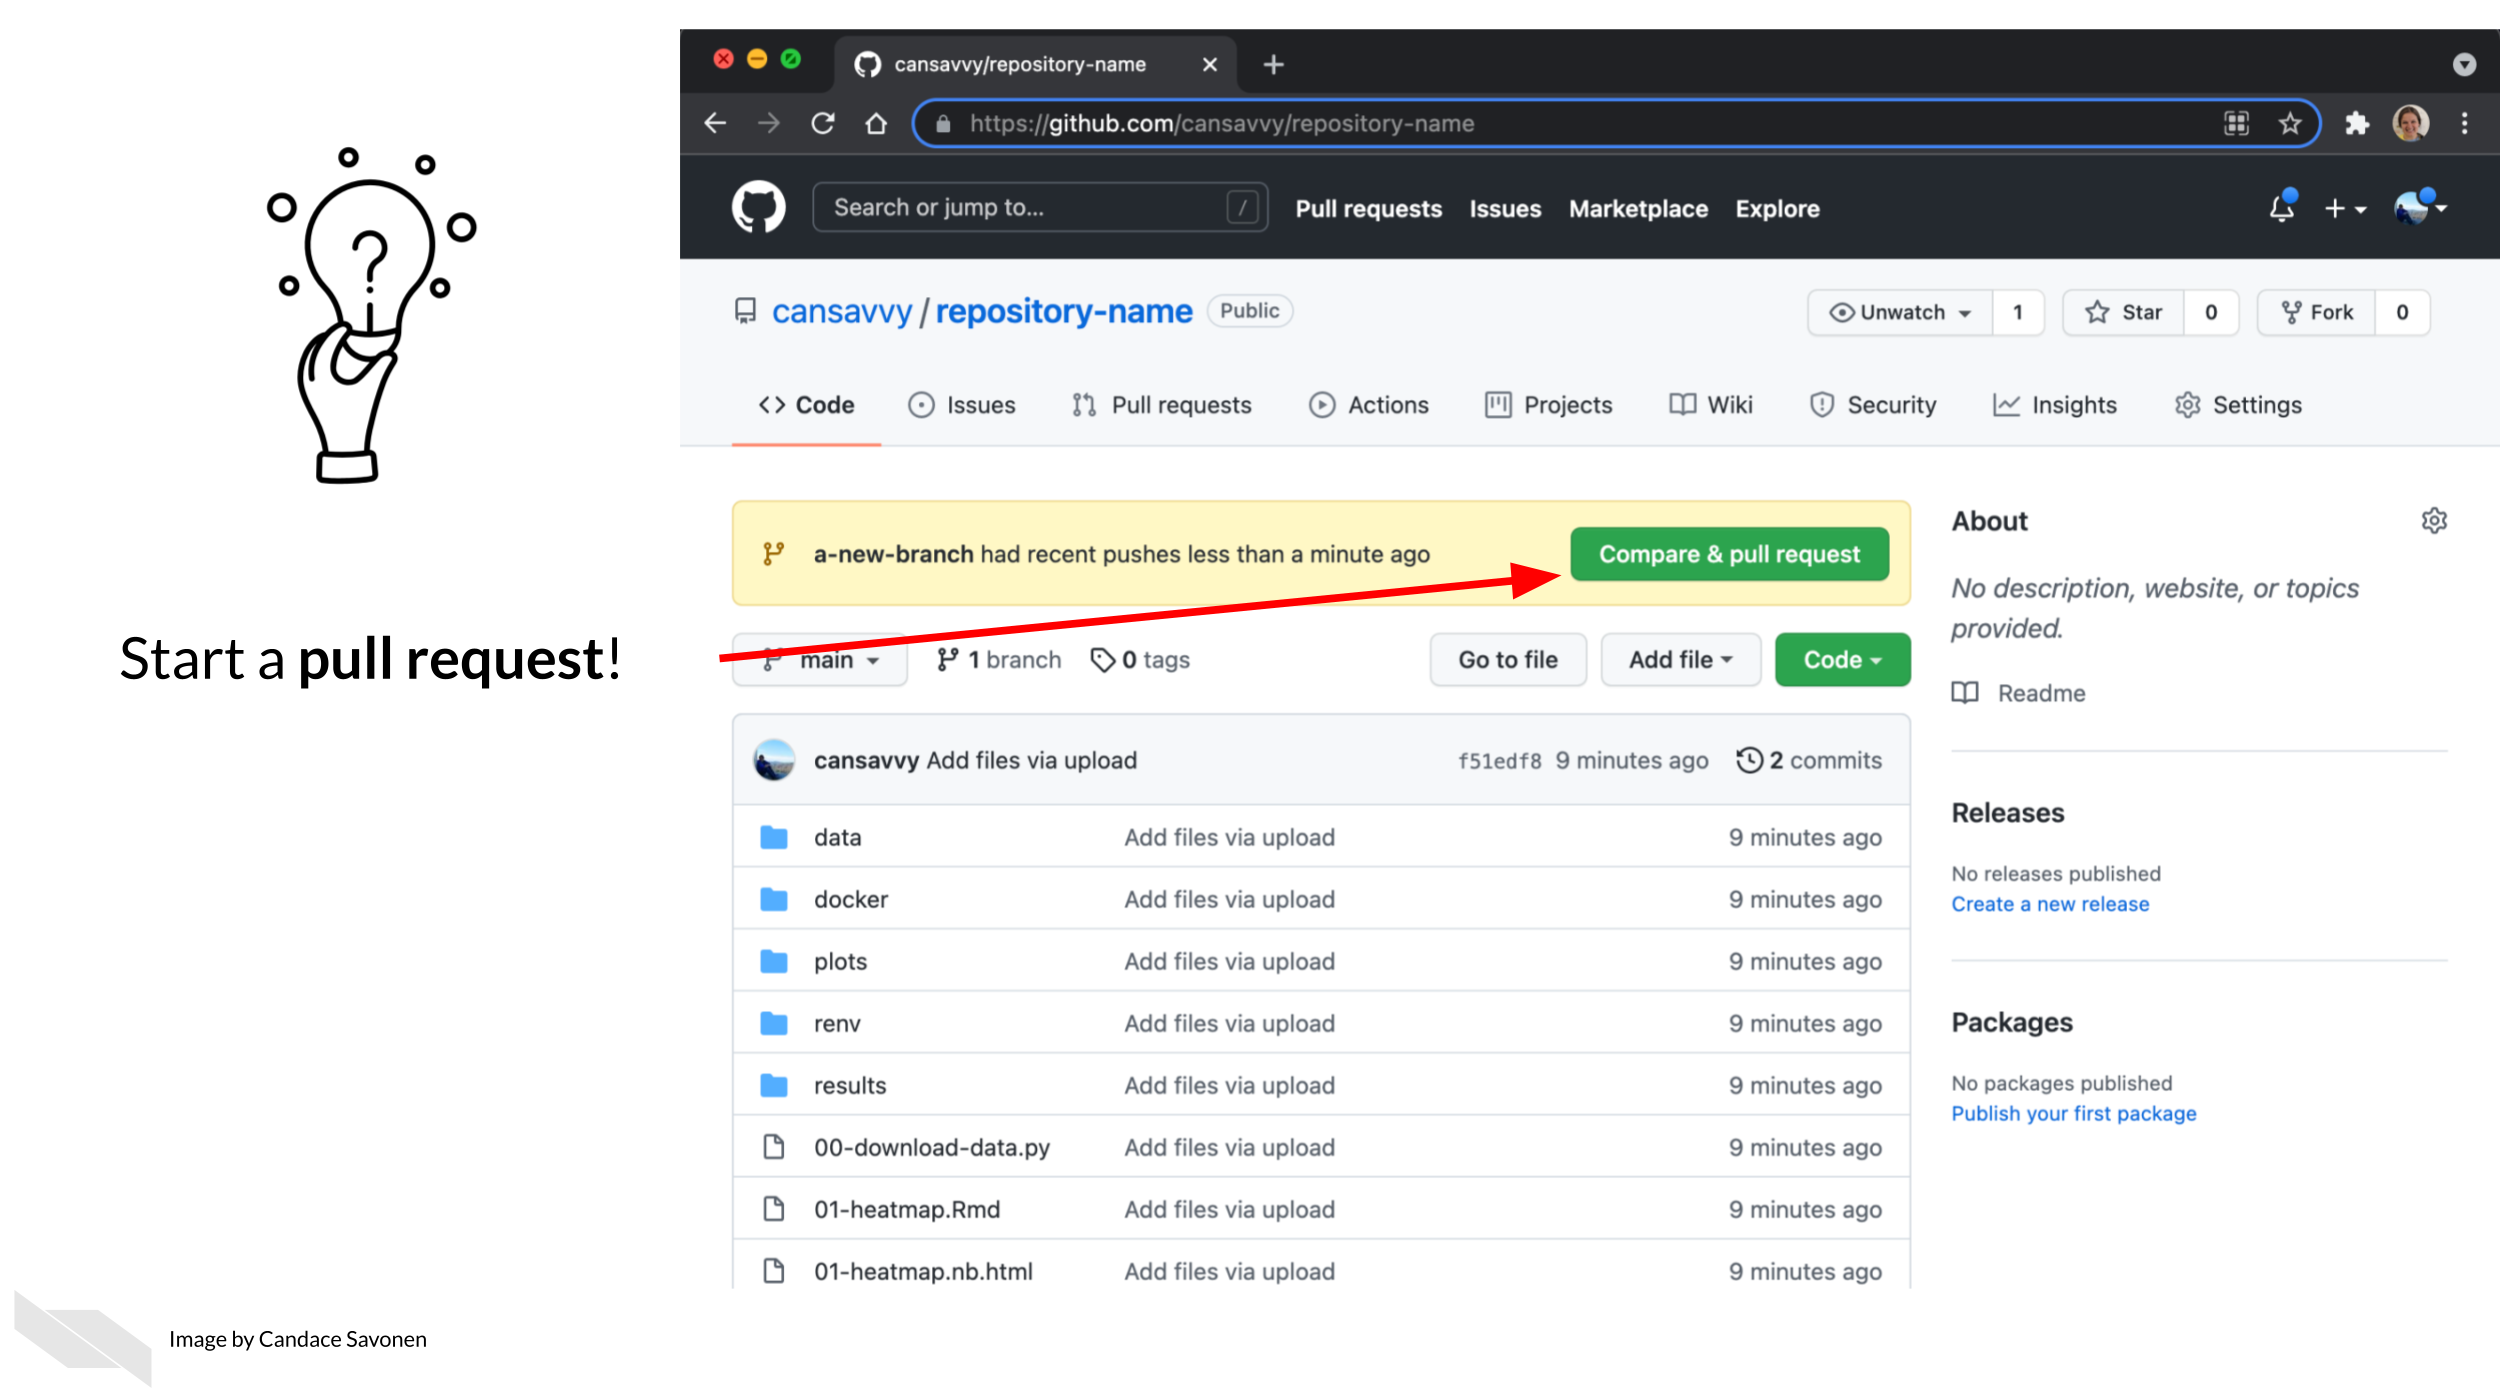 cansavvy/repository-name
https://github.com/cansavvy/repository-name
Search or jump to... /
Pull requests Issues Marketplace Explore
cansavvy / repository-name Public
Unwatch 1 Star 0 Fork 0
Code Issues Pull requests Actions Projects Wiki Security Insights Settings
?
Start a pull request!
a-new-branch had recent pushes less than a minute ago Compare & pull request
main 1 branch 0 tags Go to file Add file Code
cansavvy Add files via upload f51edf8 9 minutes ago 2 commits
data Add files via upload 9 minutes ago
docker Add files via upload 9 minutes ago
plots Add files via upload 9 minutes ago
renv Add files via upload 9 minutes ago
results Add files via upload 9 minutes ago
00-download-data.py Add files via upload 9 minutes ago
01-heatmap.Rmd Add files via upload 9 minutes ago
01-heatmap.nb.html Add files via upload 9 minutes ago
About
No description, website, or topics
provided.
Readme
Releases
No releases published
Create a new release
Packages
No packages published
Publish your first package
Image by Candace Savonen